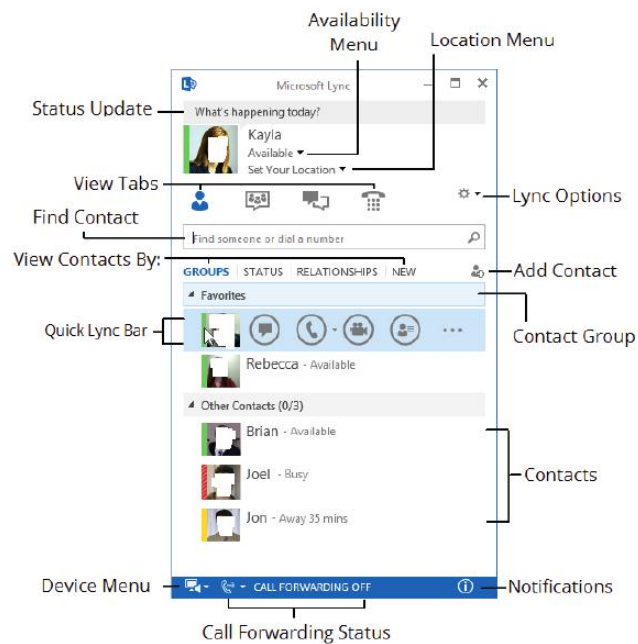 Availability
Menu
Location Menu
Microsoft Lync
Status Update
What's happening today?
Kayla
Available
Set Your Location
View Tabs
Lync Options
Find Contact
Find someone or dial a number
View Contacts By:
GROUPS STATUS RELATIONSHIPS NEW
Add Contact
Favorites
Quick Lync Bar
Contact Group
Rebecca - Available
Other Contacts (0/3)
Brian - Available
Joel - Busy
Contacts
Jon - Away 35 mins
Device Menu
CALL FORWARDING OFF
Notifications
Call Forwarding Status